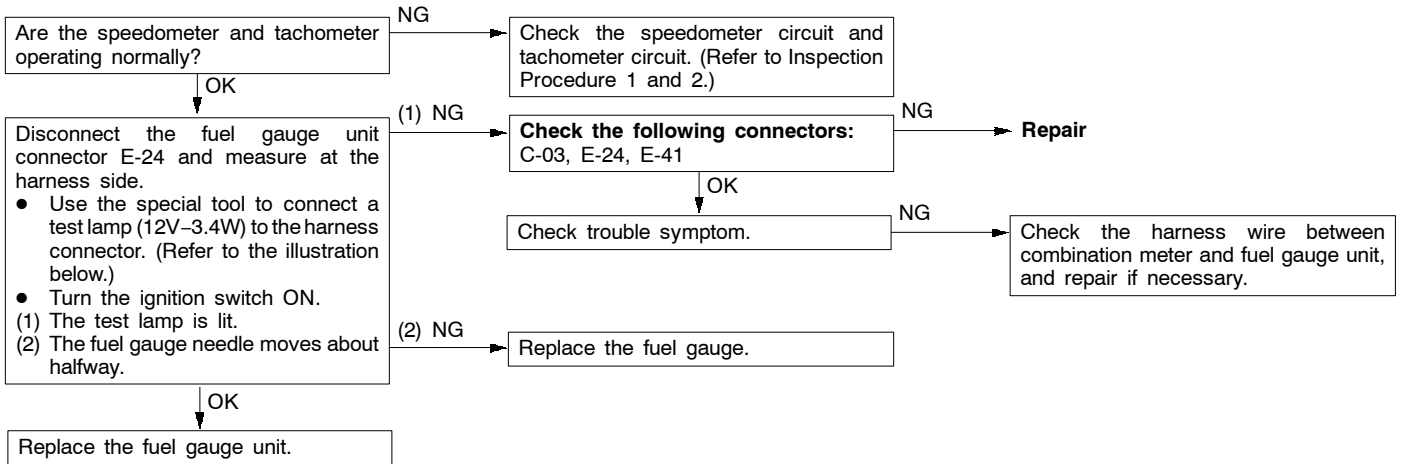 Are the speedometer and tachometer
operating normally?
NG
Check the speedometer circuit and
tachometer circuit. (Refer to Inspection
Procedure 1 and 2.)
OK
Disconnect the fuel gauge unit
connector E-24 and measure at the
harness side.
● Use the special tool to connect a
test lamp (12V–3.4W) to the harness
connector. (Refer to the illustration
below.)
● Turn the ignition switch ON.
(1) The test lamp is lit.
(2) The fuel gauge needle moves about
halfway.
(1) NG
Check the following connectors:
C-03, E-24, E-41
NG
Repair
OK
Check trouble symptom.
NG
Check the harness wire between
combination meter and fuel gauge unit,
and repair if necessary.
(2) NG
Replace the fuel gauge.
OK
Replace the fuel gauge unit.